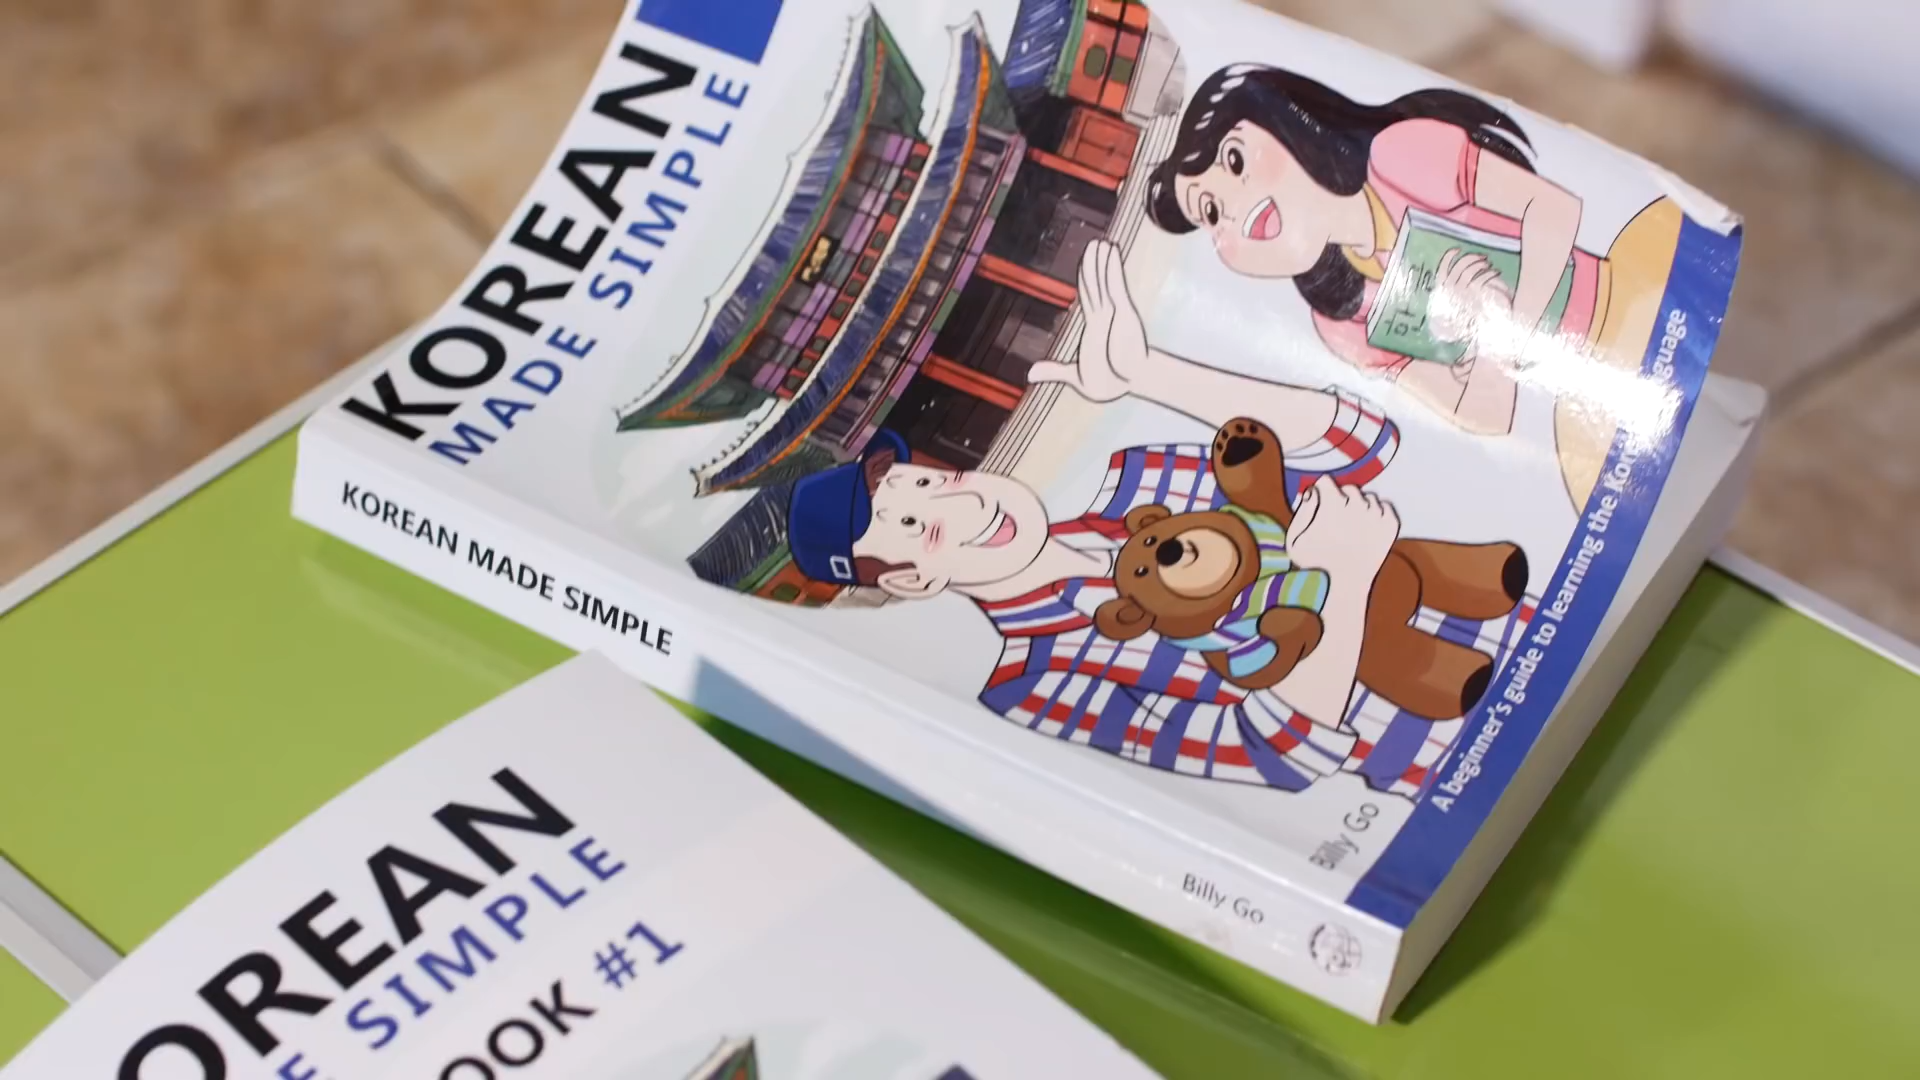 KOREAN
MADE SIMPLE
A beginner's guide to learning the
Billy Go
KOREAN MADE SIMPLE
Billy Go
OREAN
E SIMPLE
OOK #1